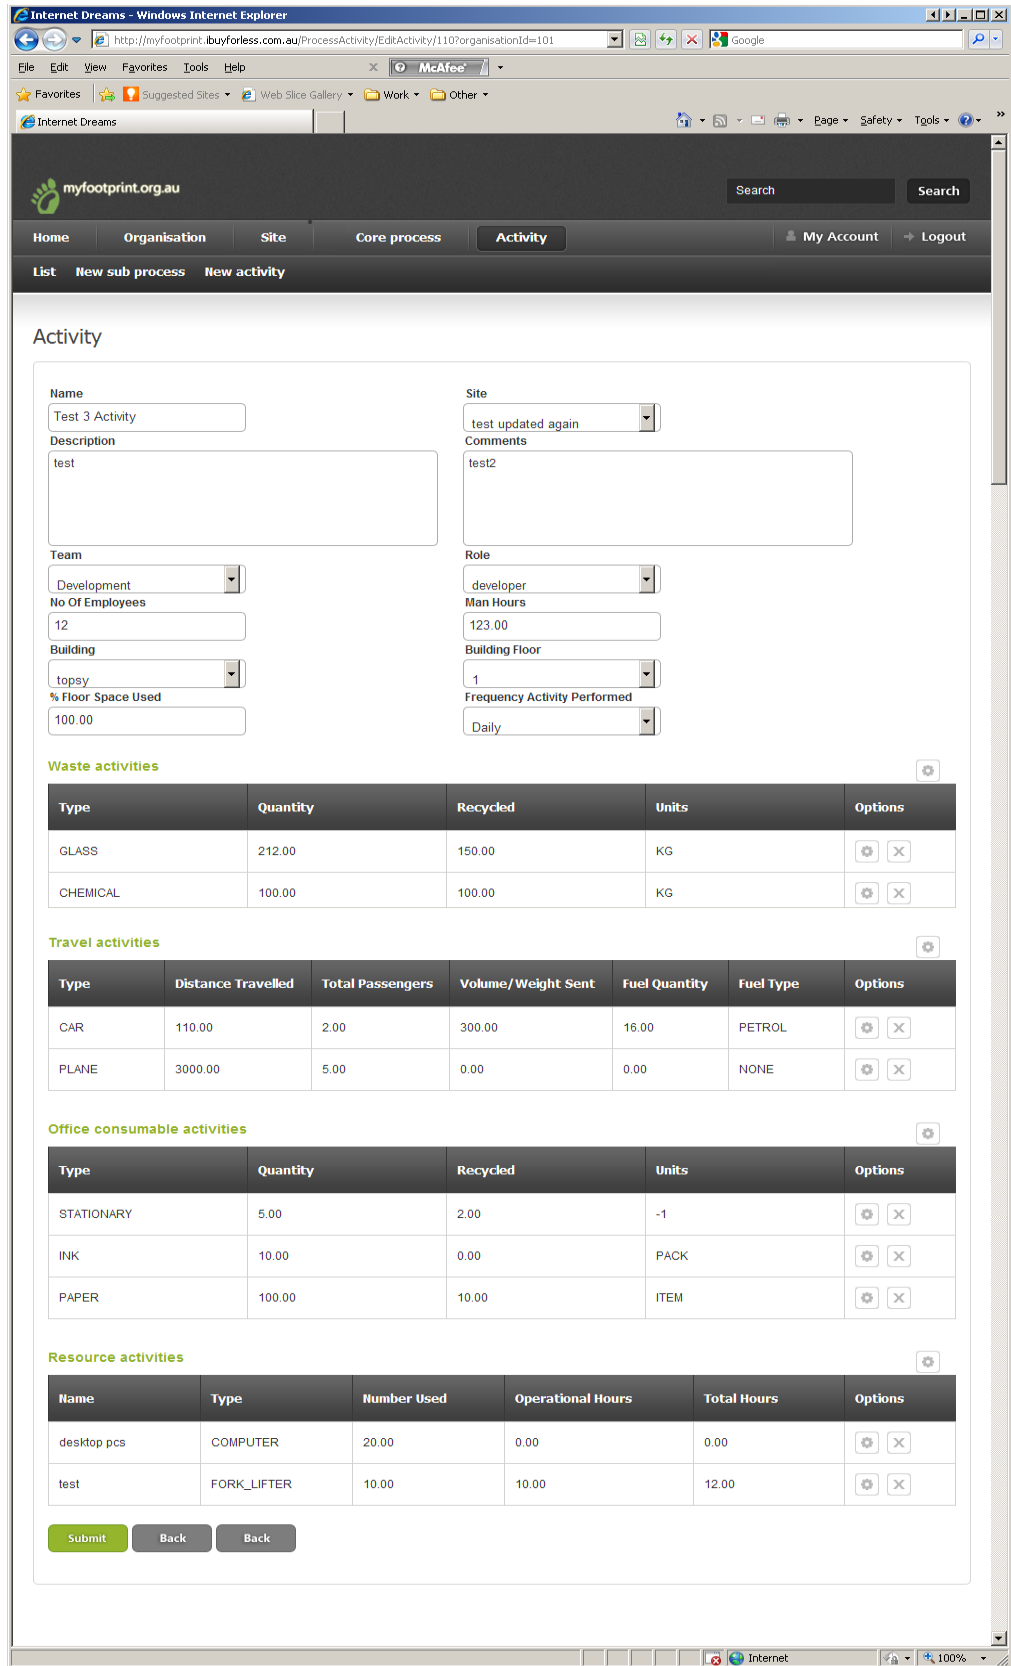 Internet Dreams - Windows Internet Explorer
http://myfootprint.ibuyforless.com.au/ProcessActivity/EditActivity/110?organisationId=101 Google
File Edit View Favorites Tools Help × McAfee
Favorites Suggested Sites Web Slice Gallery Work Other
Internet Dreams Page Safety Tools »
myfootprint.org.au Search Search
Home Organisation Site Core process Activity My Account Logout
List New sub process New activity
Activity
Name Site
Test 3 Activity test updated again
Description Comments
test test2
Team Role
Development developer
No Of Employees Man Hours
12 123.00
Building Building Floor
topsy 1
% Floor Space Used Frequency Activity Performed
100.00 Daily
Waste activities
Type Quantity Recycled Units Options
GLASS 212.00 150.00 KG
CHEMICAL 100.00 100.00 KG
Travel activities
Type Distance Travelled Total Passengers Volume/Weight Sent Fuel Quantity Fuel Type Options
CAR 110.00 2.00 300.00 16.00 PETROL
PLANE 3000.00 5.00 0.00 0.00 NONE
Office consumable activities
Type Quantity Recycled Units Options
STATIONARY 5.00 2.00 -1
INK 10.00 0.00 PACK
PAPER 100.00 10.00 ITEM
Resource activities
Name Type Number Used Operational Hours Total Hours Options
desktop pcs COMPUTER 20.00 0.00 0.00
test FORK_LIFTER 10.00 10.00 12.00
Submit Back Back
Internet 100%